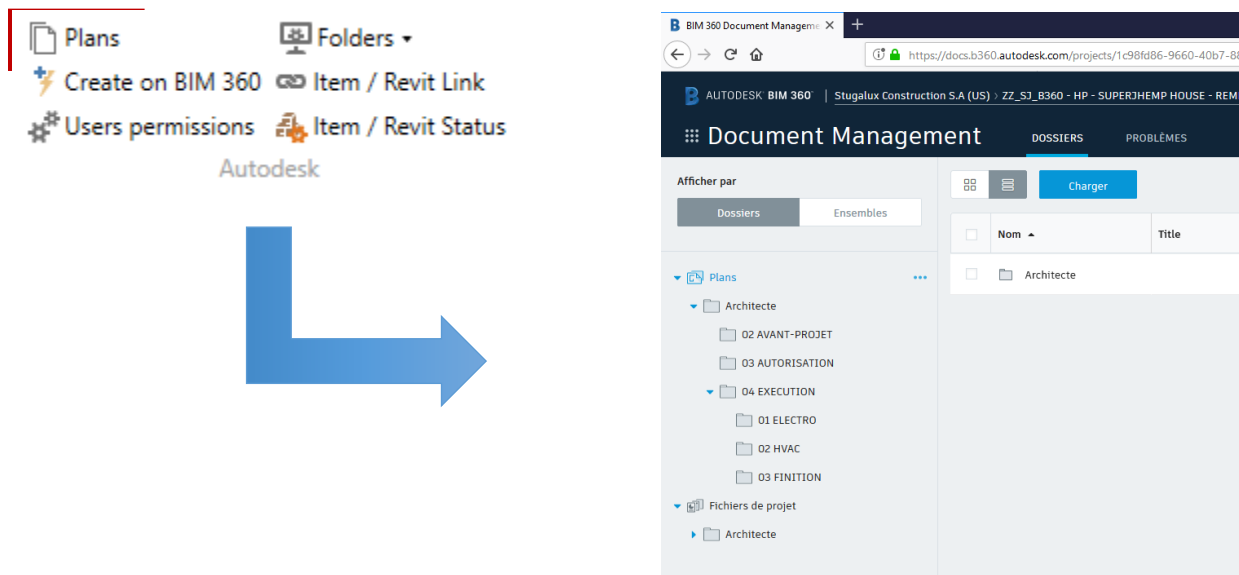 Plans
Folders
Create on BIM 360
Item / Revit Link
Users permissions
Item / Revit Status
Autodesk
BIM 360 Document Manageme
https://docs.b360.autodesk.com/projects/1c98fd86-9660-40b7-88
AUTODESK® BIM 360® | Stugalux Construction S.A (US) > ZZ_SJ_B360 - HP - SUPERJHEMP HOUSE - REM
Document Management
DOSSIERS
PROBLÈMES
Afficher par
Dossiers
Ensembles
Charger
Nom
Title
Architecte
Plans
Architecte
02 AVANT-PROJET
03 AUTORISATION
04 EXECUTION
01 ELECTRO
02 HVAC
03 FINITION
Fichiers de projet
Architecte